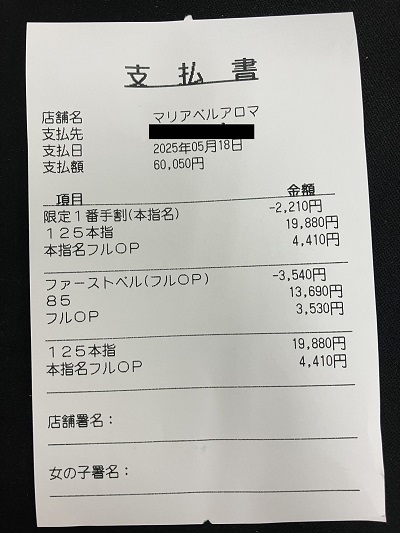 支払書
店舗名 マリアベルアロマ
支払先
支払日 2025年05月18日
支払額 60,050円
項目 金額
限定１番手割(本指名) -2,210円
１２５本指 19,880円
本指名フルＯＰ 4,410円
ファーストベル(フルＯＰ) -3,540円
８５ 13,690円
フルＯＰ 3,530円
１２５本指 19,880円
本指名フルＯＰ 4,410円
店舗署名：
女の子署名：